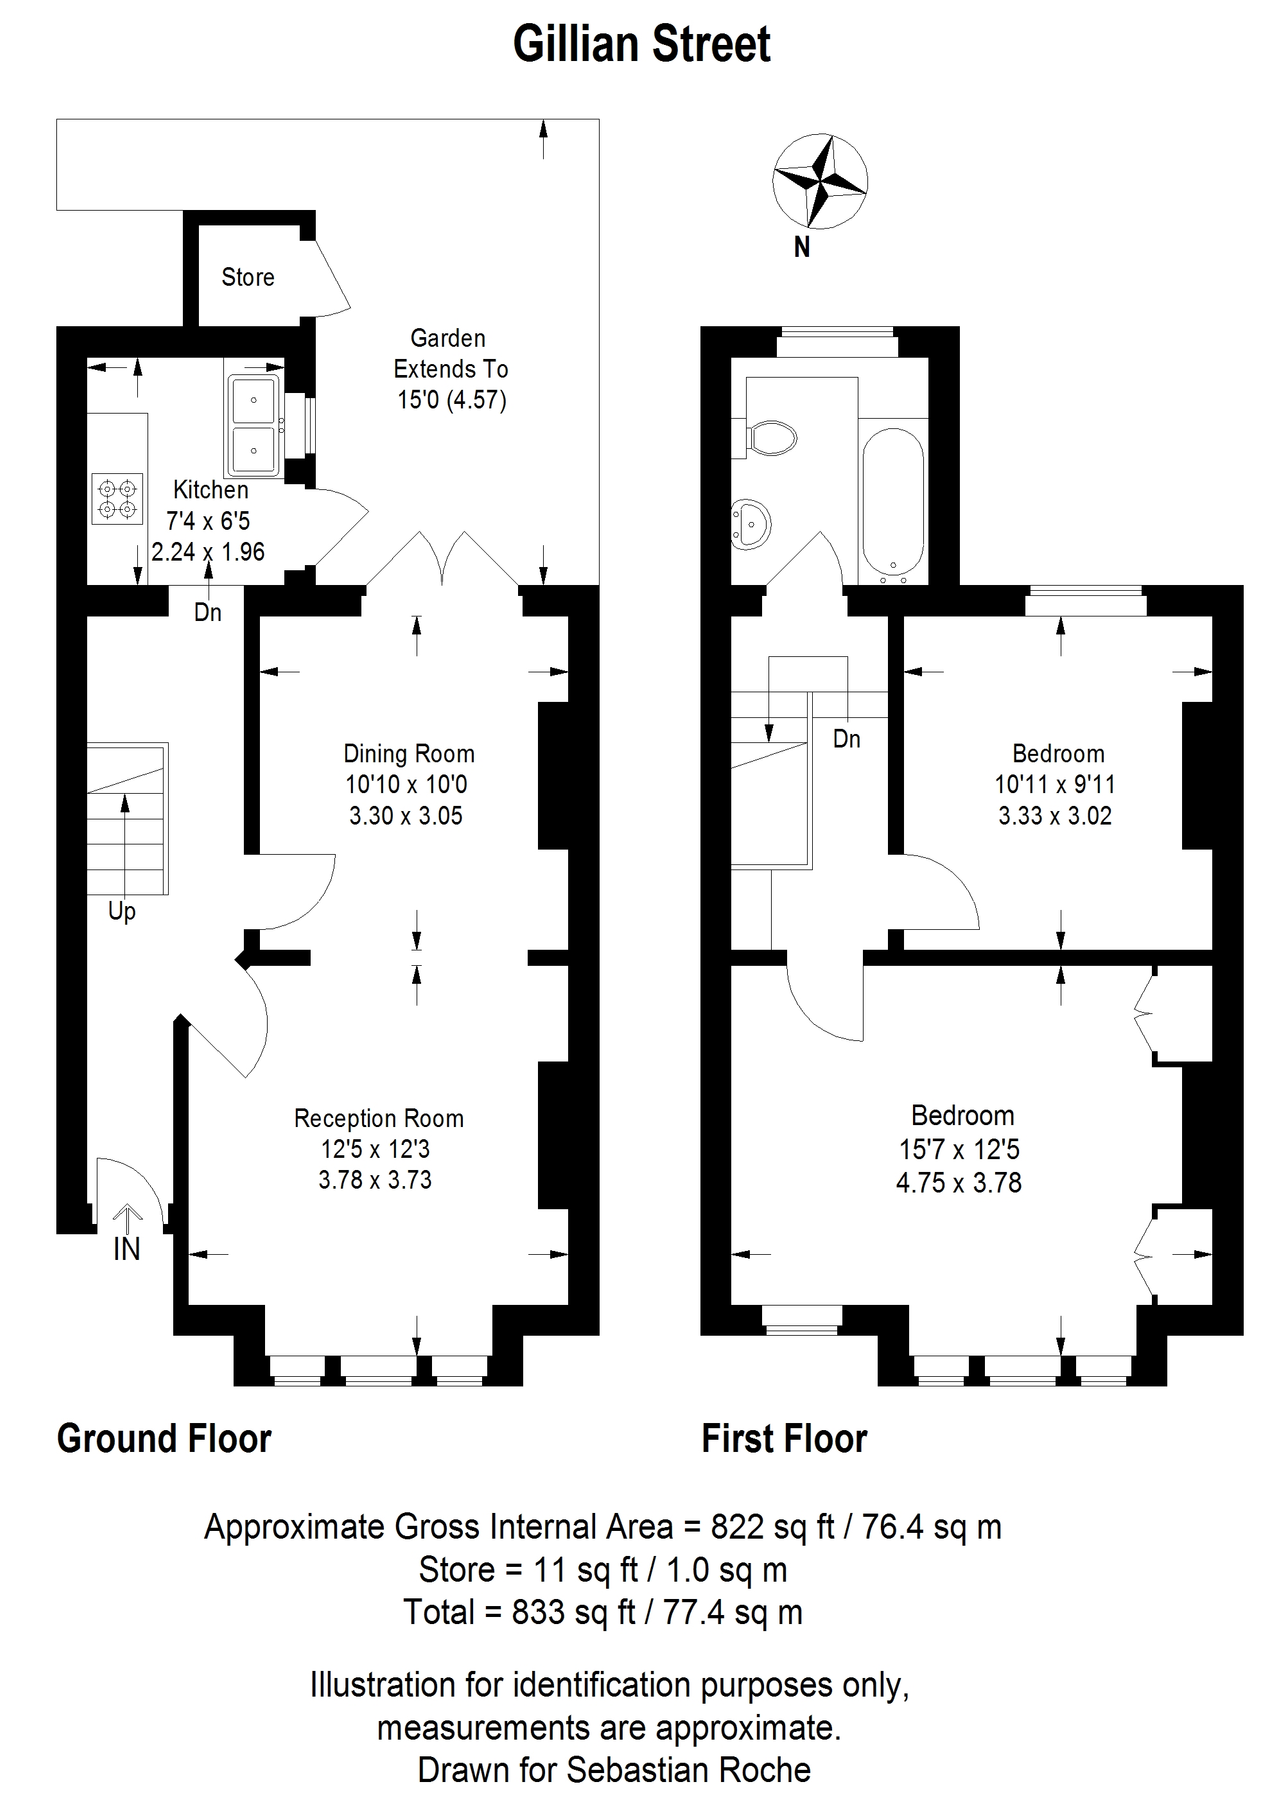 Gillian Street
N
Store
Garden
Extends To
15'0 (4.57)
Kitchen
7'4 x 6'5
2.24 x 1.96
Dn
Dining Room
10'10 x 10'0
3.30 x 3.05
Up
Reception Room
12'5 x 12'3
3.78 x 3.73
IN
Dn
Bedroom
10'11 x 9'11
3.33 x 3.02
Bedroom
15'7 x 12'5
4.75 x 3.78
Ground Floor
First Floor
Approximate Gross Internal Area = 822 sq ft / 76.4 sq m
Store = 11 sq ft / 1.0 sq m
Total = 833 sq ft / 77.4 sq m
Illustration for identification purposes only,
measurements are approximate.
Drawn for Sebastian Roche